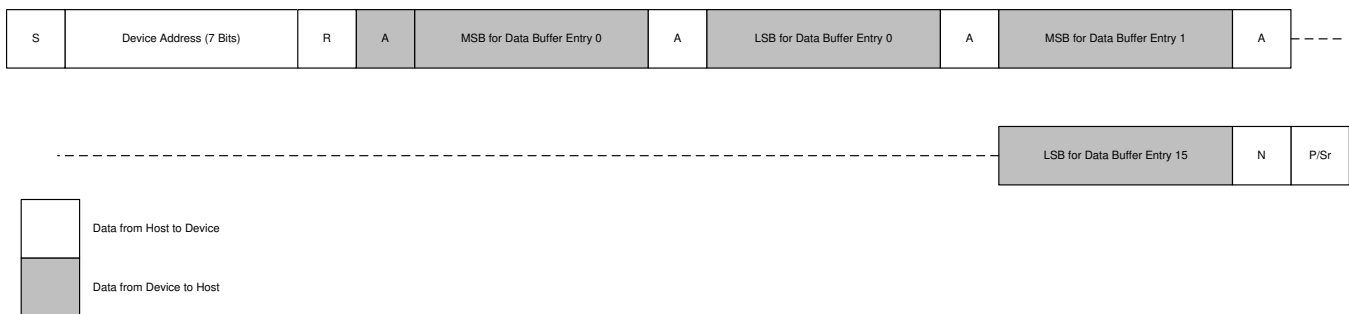 S Device Address (7 Bits) R A MSB for Data Buffer Entry 0 A LSB for Data Buffer Entry 0 A MSB for Data Buffer Entry 1 A
LSB for Data Buffer Entry 15 N P/Sr
Data from Host to Device
Data from Device to Host